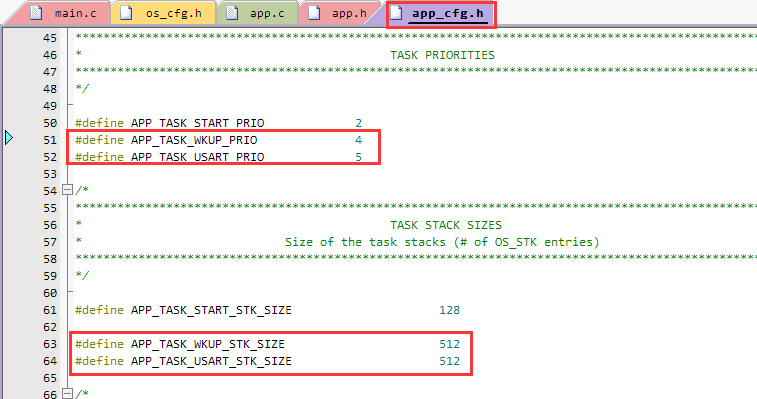 main.c os_cfg.h app.c app.h app_cfg.h
45 *************************************************************************************************
46 * TASK PRIORITIES
47 *************************************************************************************************
48 */
49
50 #define APP_TASK_START_PRIO 2
51 #define APP_TASK_WKUP_PRIO 4
52 #define APP_TASK_USART_PRIO 5
53
54 /*
55 *************************************************************************************************
56 * TASK STACK SIZES
57 * Size of the task stacks (# of OS_STK entries)
58 *************************************************************************************************
59 */
60
61 #define APP_TASK_START_STK_SIZE 128
62
63 #define APP_TASK_WKUP_STK_SIZE 512
64 #define APP_TASK_USART_STK_SIZE 512
65
66 /*